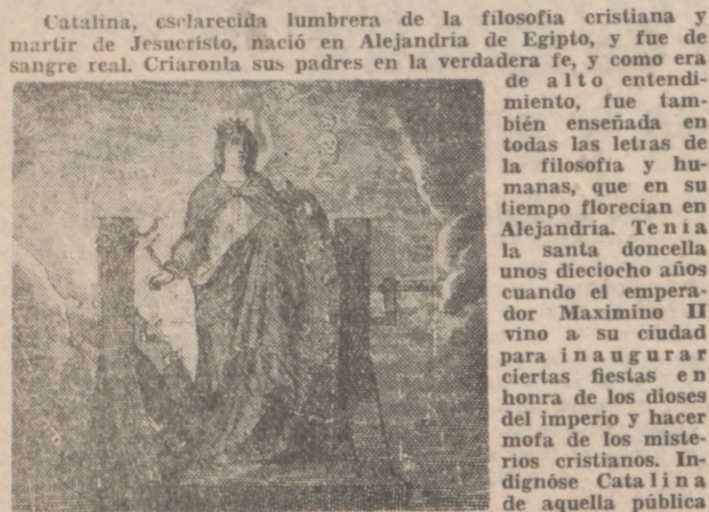 Catalina, esclarecida lumbrera de la filosofía cristiana y
martir de Jesucristo, nació en Alejandria de Egipto, y fue de
sangre real. Criáronla sus padres en la verdadera fe, y como era
de alto entendi-
miento, fue tam-
bién enseñada en
todas las letras de
la filosofia y hu-
manas, que en su
tiempo florecían en
Alejandría. Tenía
la santa doncella
unos dieciocho años
cuando el empera-
dor Maximino II
vino a su ciudad
para inaugurar
ciertas fiestas en
honra de los dioses
del imperio y hacer
mofa de los miste-
rios cristianos. In-
dignóse Catalina
de aquella pública